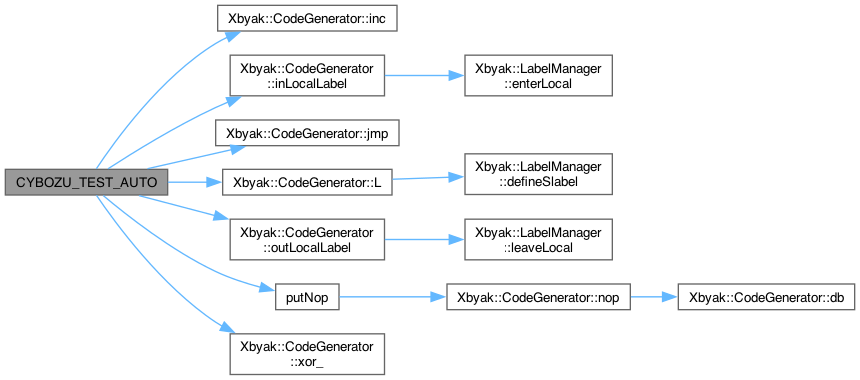 Xbyak::CodeGenerator::inc
Xbyak::CodeGenerator
::inLocalLabel
Xbyak::LabelManager
::enterLocal
Xbyak::CodeGenerator::jmp
CYBOZU_TEST_AUTO
Xbyak::CodeGenerator::L
Xbyak::LabelManager
::defineSlabel
Xbyak::CodeGenerator
::outLocalLabel
Xbyak::LabelManager
::leaveLocal
putNop
Xbyak::CodeGenerator::nop
Xbyak::CodeGenerator::db
Xbyak::CodeGenerator
::xor_